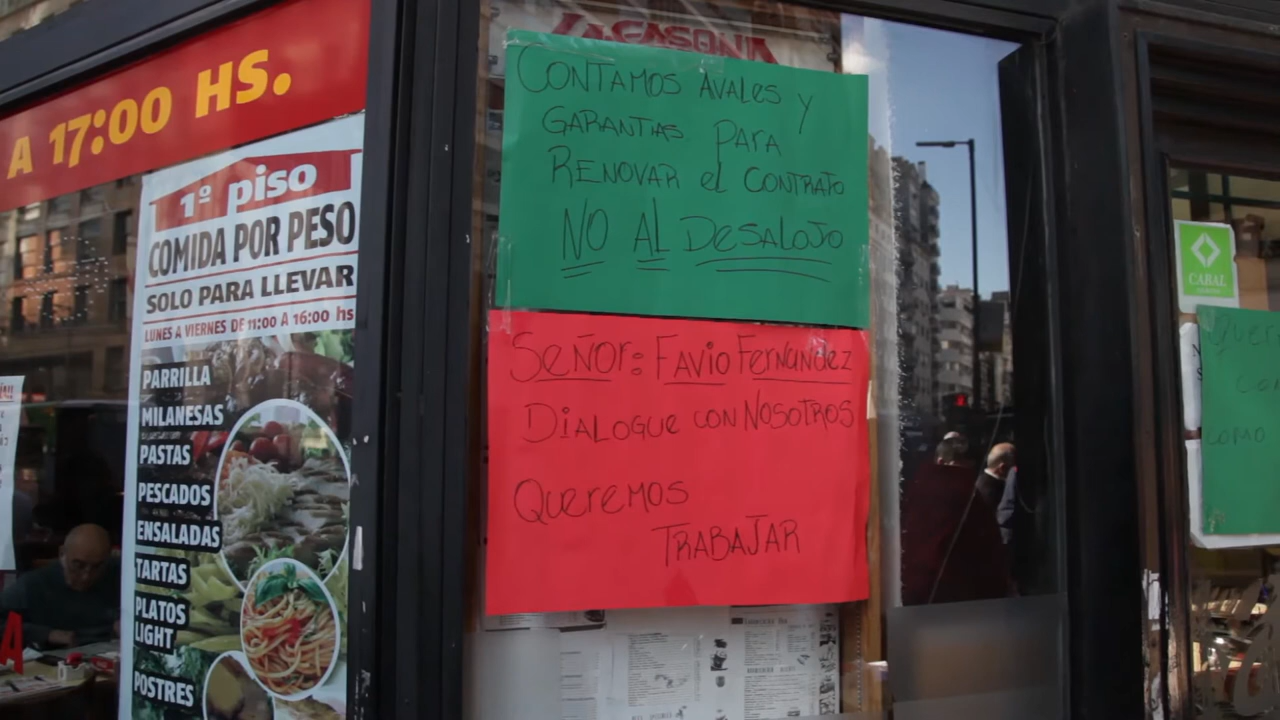 A 17:00 HS.
1º piso
COMIDA POR PESO
SOLO PARA LLEVAR
LUNES A VIERNES DE 11:00 A 16:00 hs
PARRILLA
MILANESAS
PASTAS
PESCADOS
ENSALADAS
TARTAS
PLATOS
LIGHT
POSTRES
LA CASONA
CONTAMOS AVALES Y
GARANTIAS PARA
RENOVAR el CONTRATO
NO AL DESALOJO
SEÑOr: FAVIO FERNANDEZ
DIALOGUE CON NOSOTROS
QUEREMOS
TRABAJAR
CABAL
COMO